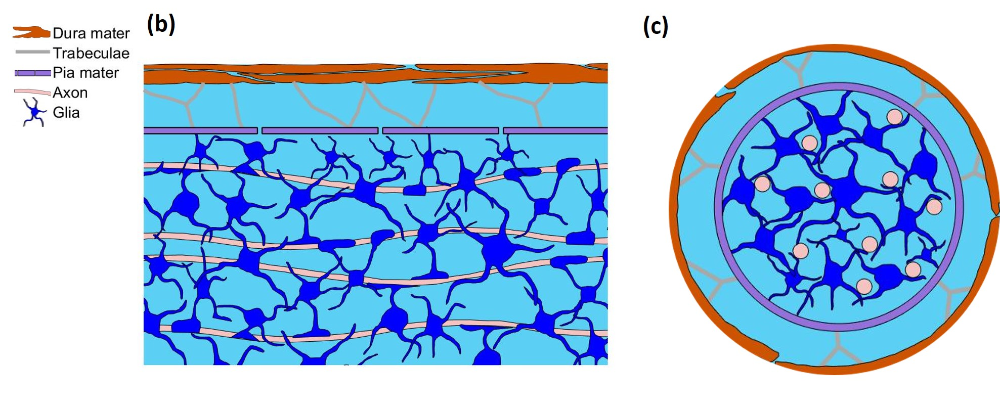 (b)
(c)
Dura mater
Trabeculae
Pia mater
Axon
Glia